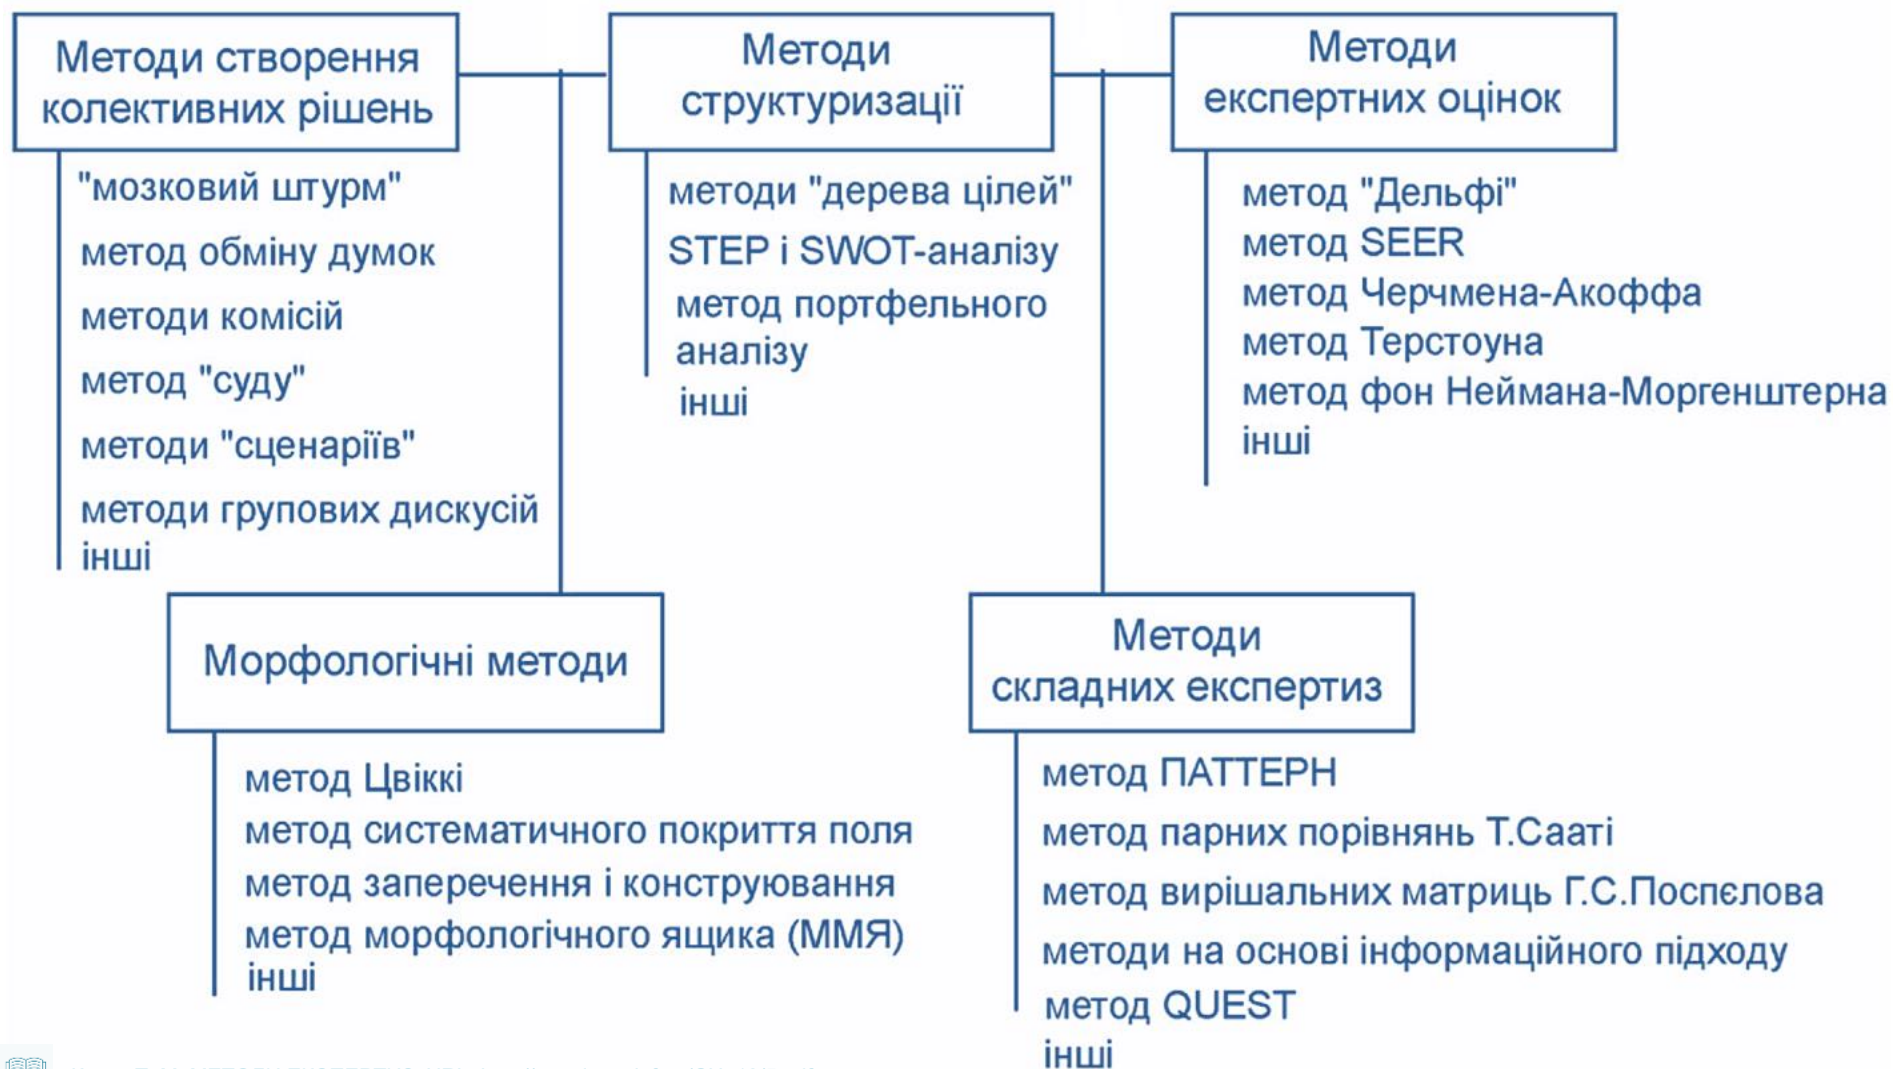 Методи створення
колективних рішень
"мозковий штурм"
метод обміну думок
методи комісій
метод "суду"
методи "сценаріїв"
методи групових дискусій
інші
Методи
структуризації
методи "дерева цілей"
STEP і SWOT-аналізу
метод портфельного
аналізу
інші
Методи
експертних оцінок
метод "Дельфі"
метод SEER
метод Черчмена-Акоффа
метод Терстоуна
метод фон Неймана-Моргенштерна
інші
Морфологічні методи
метод Цвіккі
метод систематичного покриття поля
метод заперечення і конструювання
метод морфологічного ящика (ММЯ)
інші
Методи
складних експертиз
метод ПАТТЕРН
метод парних порівнянь Т.Сааті
метод вирішальних матриць Г.С.Поспєлова
методи на основі інформаційного підходу
метод QUEST
інші